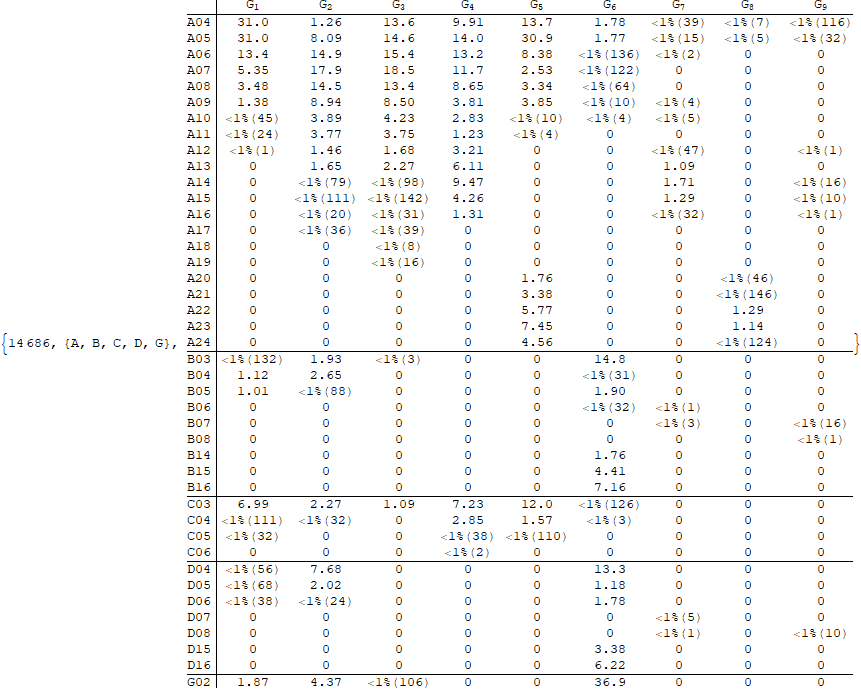 G1 G2 G3 G4 G5 G6 G7 G8 G9
A04 31.0 1.26 13.6 9.91 13.7 1.78 <1%(39) <1%(7) <1%(116)
A05 31.0 8.09 14.6 14.0 30.9 1.77 <1%(15) <1%(5) <1%(32)
A06 13.4 14.9 15.4 13.2 8.38 <1%(136) <1%(2) 0 0
A07 5.35 17.9 18.5 11.7 2.53 <1%(122) 0 0 0
A08 3.48 14.5 13.4 8.65 3.34 <1%(64) 0 0 0
A09 1.38 8.94 8.50 3.81 3.85 <1%(10) <1%(4) 0 0
A10 <1%(45) 3.89 4.23 2.83 <1%(10) <1%(4) <1%(5) 0 0
A11 <1%(24) 3.77 3.75 1.23 <1%(4) 0 0 0 0
A12 <1%(1) 1.46 1.68 3.21 0 0 <1%(47) 0 <1%(1)
A13 0 1.65 2.27 6.11 0 0 1.09 0 0
A14 0 <1%(79) <1%(98) 9.47 0 0 1.71 0 <1%(16)
A15 0 <1%(111) <1%(142) 4.26 0 0 1.29 0 <1%(10)
A16 0 <1%(20) <1%(31) 1.31 0 0 <1%(32) 0 <1%(1)
A17 0 <1%(36) <1%(39) 0 0 0 0 0 0
A18 0 0 <1%(8) 0 0 0 0 0 0
A19 0 0 <1%(16) 0 0 0 0 0 0
A20 0 0 0 0 1.76 0 0 <1%(46) 0
A21 0 0 0 0 3.38 0 0 <1%(146) 0
A22 0 0 0 0 5.77 0 0 1.29 0
A23 0 0 0 0 7.45 0 0 1.14 0
{14686, {A, B, C, D, G}, A24 0 0 0 0 4.56 0 0 <1%(124) 0 }
B03 <1%(132) 1.93 <1%(3) 0 0 14.8 0 0 0
B04 1.12 2.65 0 0 0 <1%(31) 0 0 0
B05 1.01 <1%(88) 0 0 0 1.90 0 0 0
B06 0 0 0 0 0 <1%(32) <1%(1) 0 0
B07 0 0 0 0 0 0 <1%(3) 0 <1%(16)
B08 0 0 0 0 0 0 0 0 <1%(1)
B14 0 0 0 0 0 1.76 0 0 0
B15 0 0 0 0 0 4.41 0 0 0
B16 0 0 0 0 0 7.16 0 0 0
C03 6.99 2.27 1.09 7.23 12.0 <1%(126) 0 0 0
C04 <1%(111) <1%(32) 0 2.85 1.57 <1%(3) 0 0 0
C05 <1%(32) 0 0 <1%(38) <1%(110) 0 0 0 0
C06 0 0 0 <1%(2) 0 0 0 0 0
D04 <1%(56) 7.68 0 0 0 13.3 0 0 0
D05 <1%(68) 2.02 0 0 0 1.18 0 0 0
D06 <1%(38) <1%(24) 0 0 0 1.78 0 0 0
D07 0 0 0 0 0 0 <1%(5) 0 0
D08 0 0 0 0 0 0 <1%(1) 0 <1%(10)
D15 0 0 0 0 0 3.38 0 0 0
D16 0 0 0 0 0 6.22 0 0 0
G02 1.87 4.37 <1%(106) 0 0 36.9 0 0 0